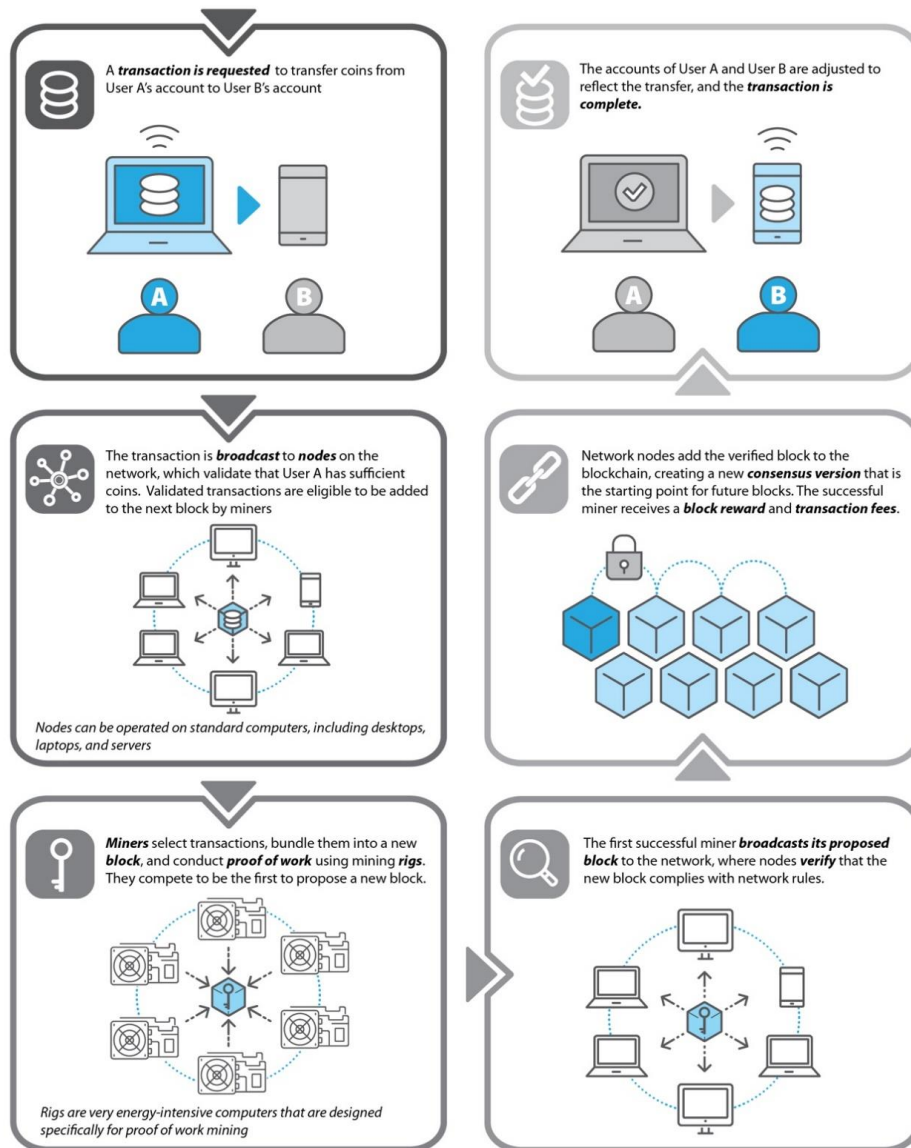 A transaction is requested to transfer coins from
User A's account to User B's account
A
B
The transaction is broadcast to nodes on the
network, which validate that User A has sufficient
coins. Validated transactions are eligible to be added
to the next block by miners
Nodes can be operated on standard computers, including desktops,
laptops, and servers
Miners select transactions, bundle them into a new
block, and conduct proof of work using mining rigs.
They compete to be the first to propose a new block.
Rigs are very energy-intensive computers that are designed
specifically for proof of work mining
The first successful miner broadcasts its proposed
block to the network, where nodes verify that the
new block complies with network rules.
Network nodes add the verified block to the
blockchain, creating a new consensus version that is
the starting point for future blocks. The successful
miner receives a block reward and transaction fees.
The accounts of User A and User B are adjusted to
reflect the transfer, and the transaction is
complete.
A
B